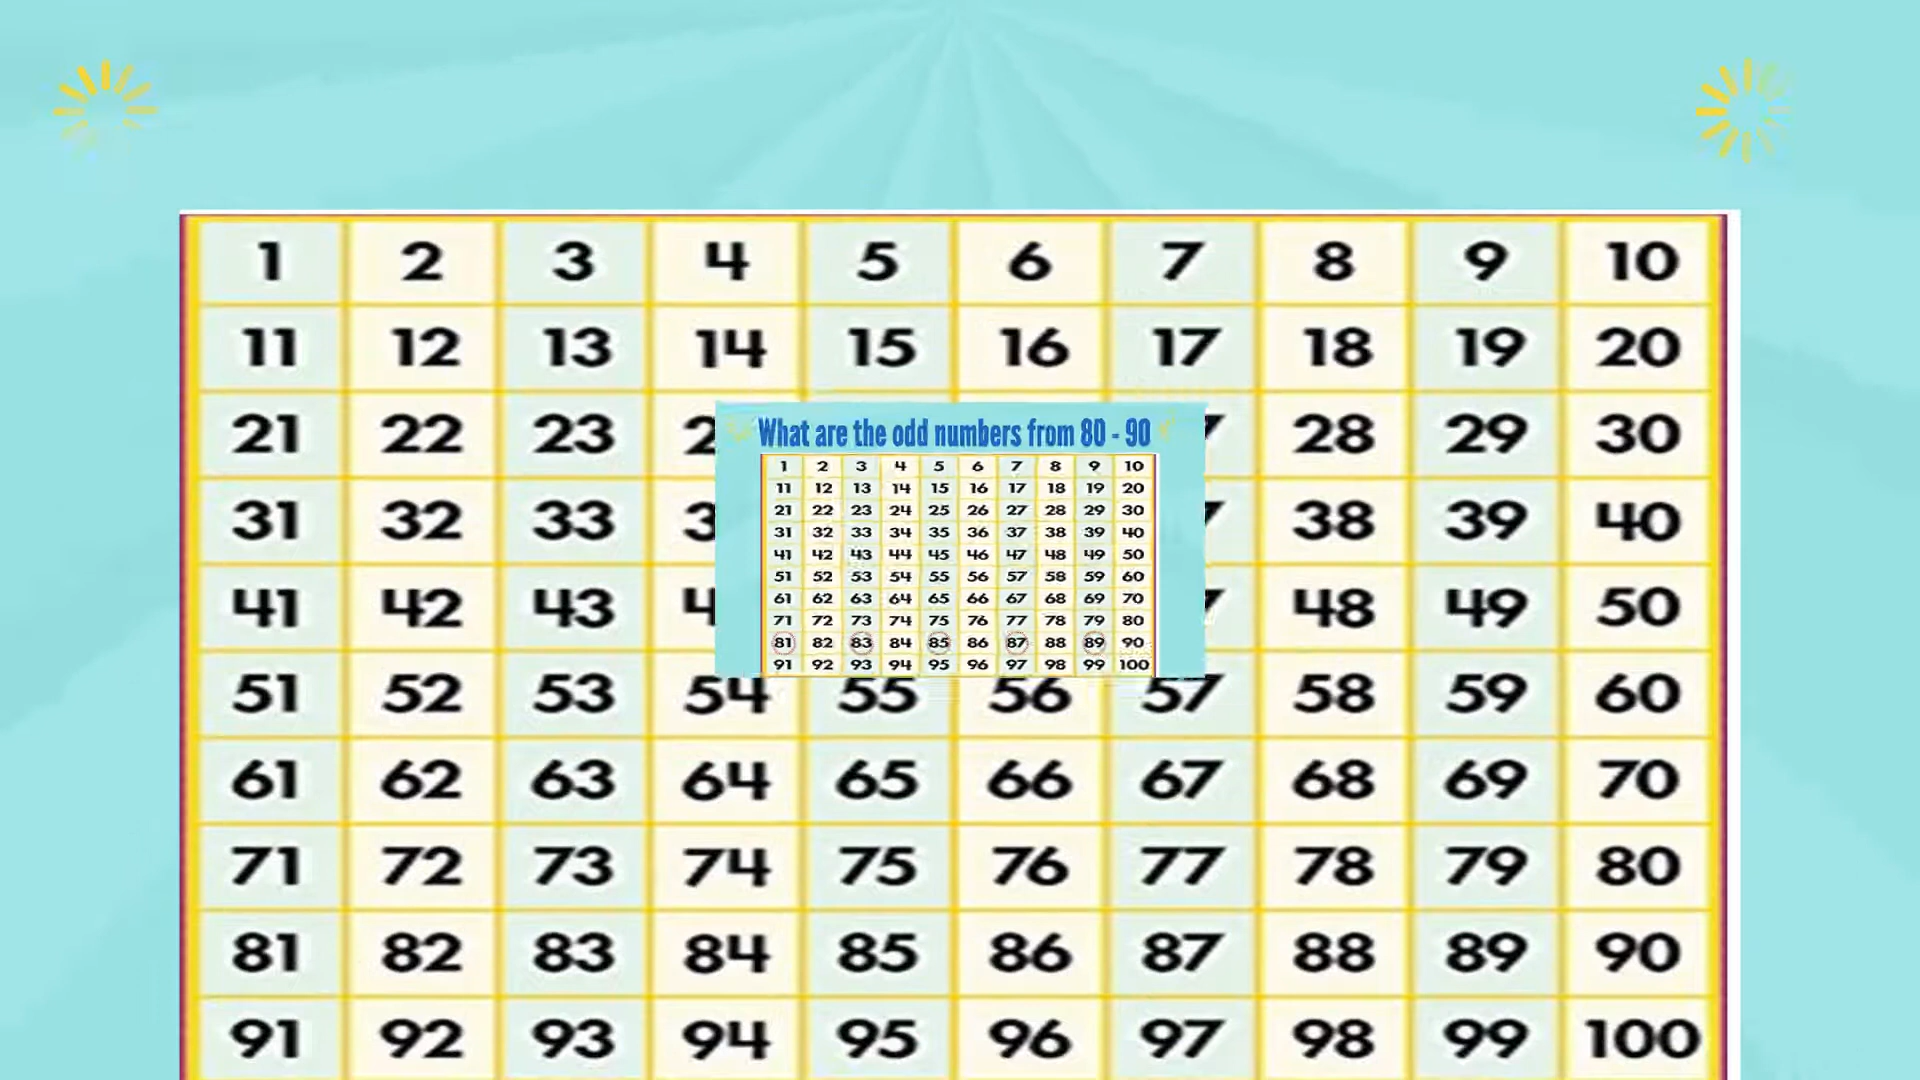 1 2 3 4 5 6 7 8 9 10
11 12 13 14 15 16 17 18 19 20
21 22 23 2 28 29 30
31 32 33 3 38 39 40
41 42 43 4 48 49 50
What are the odd numbers from 80 - 90
1 2 3 4 5 6 7 8 9 10
11 12 13 14 15 16 17 18 19 20
21 22 23 24 25 26 27 28 29 30
31 32 33 34 35 36 37 38 39 40
41 42 43 44 45 46 47 48 49 50
51 52 53 54 55 56 57 58 59 60
61 62 63 64 65 66 67 68 69 70
71 72 73 74 75 76 77 78 79 80
81 82 83 84 85 86 87 88 89 90
91 92 93 94 95 96 97 98 99 100
51 52 53 54 55 56 57 58 59 60
61 62 63 64 65 66 67 68 69 70
71 72 73 74 75 76 77 78 79 80
81 82 83 84 85 86 87 88 89 90
91 92 93 94 95 96 97 98 99 100